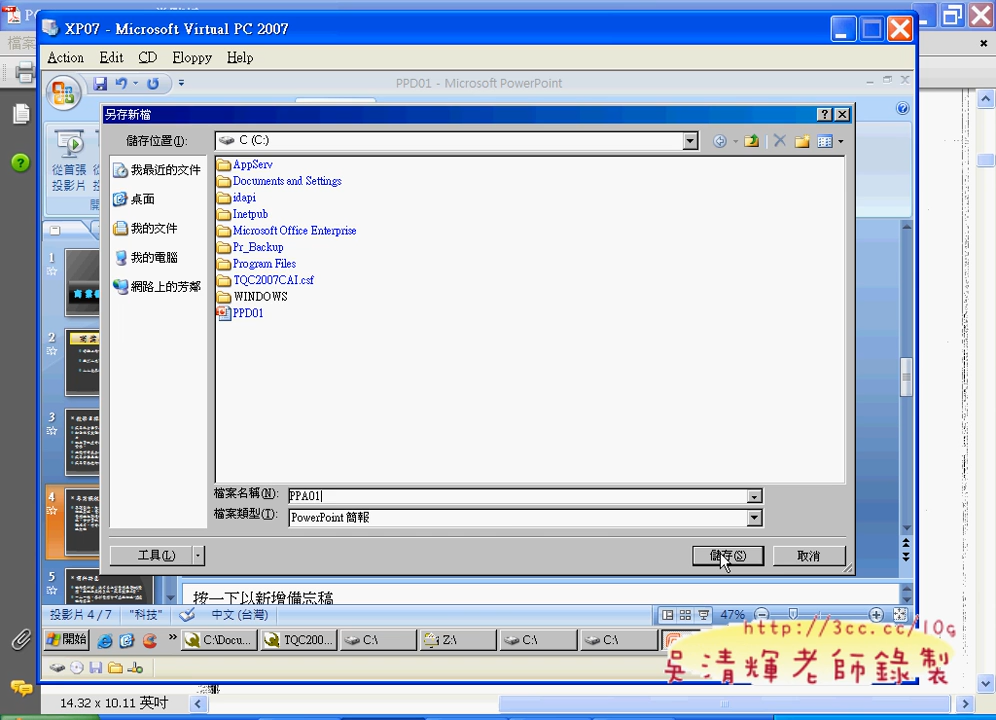 XP07 - Microsoft Virtual PC 2007
Action Edit CD Floppy Help
PPD01 - Microsoft PowerPoint
另存新檔
儲存位置(I): C (C:)
從首張
投影片
我最近的文件
桌面
我的文件
我的電腦
網路上的芳鄰
AppServ
Documents and Settings
idapi
Inetpub
Microsoft Office Enterprise
Pr_Backup
Program Files
TQC2007CAI.csf
WINDOWS
PPD01
檔案名稱(N): PPA01
檔案類型(T): PowerPoint 簡報
工具(L) 儲存(S) 取消
1
2
3
4
5
按一下以新增備忘稿
投影片 4 / 7 "科技" 中文 (台灣) 47%
開始 C:\Docu... TQC200... C:\ Z:\ C:\ C:\
http://3cc.cc/10g
吳清輝老師錄製
14.32 x 10.11 英吋